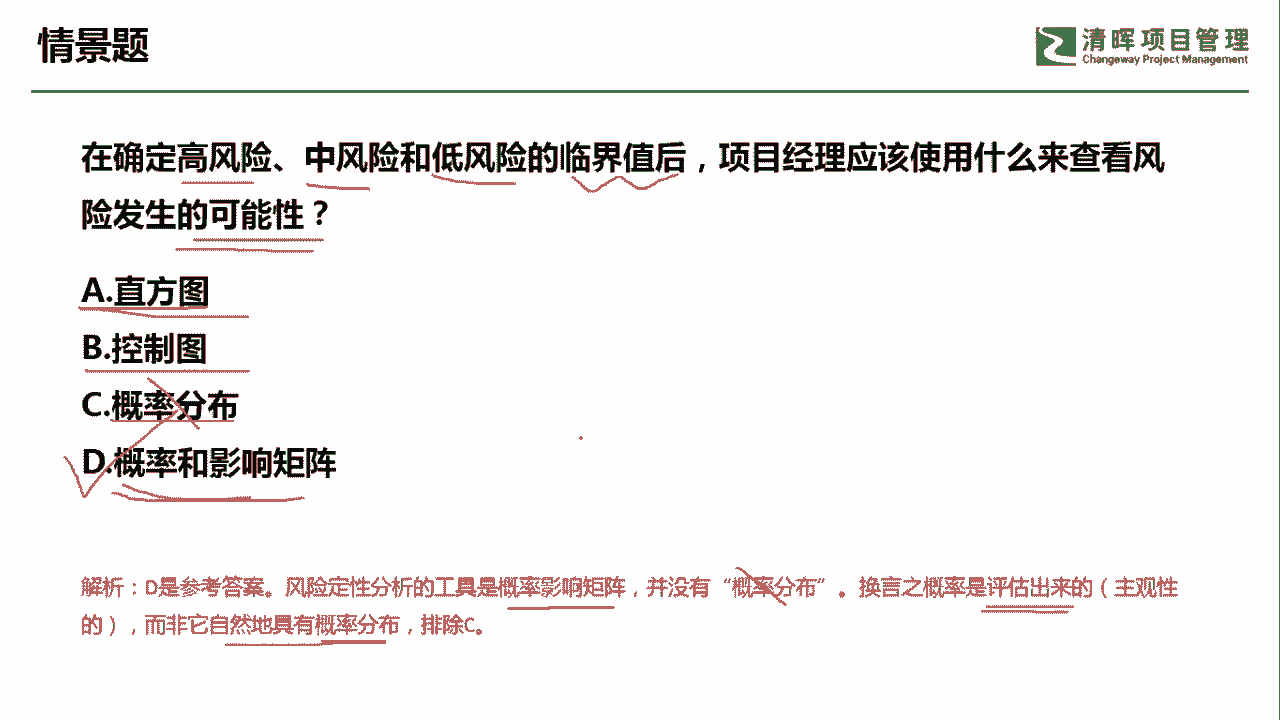 情景题
清晖项目管理
Changeway Project Management
在确定高风险、中风险和低风险的临界值后，项目经理应该使用什么来查看风
险发生的可能性？
A.直方图
B.控制图
C.概率分布
D.概率和影响矩阵
解析：D是参考答案。风险定性分析的工具是概率影响矩阵，并没有“概率分布”。换言之概率是评估出来的（主观性
的），而非它自然地具有概率分布，排除C。